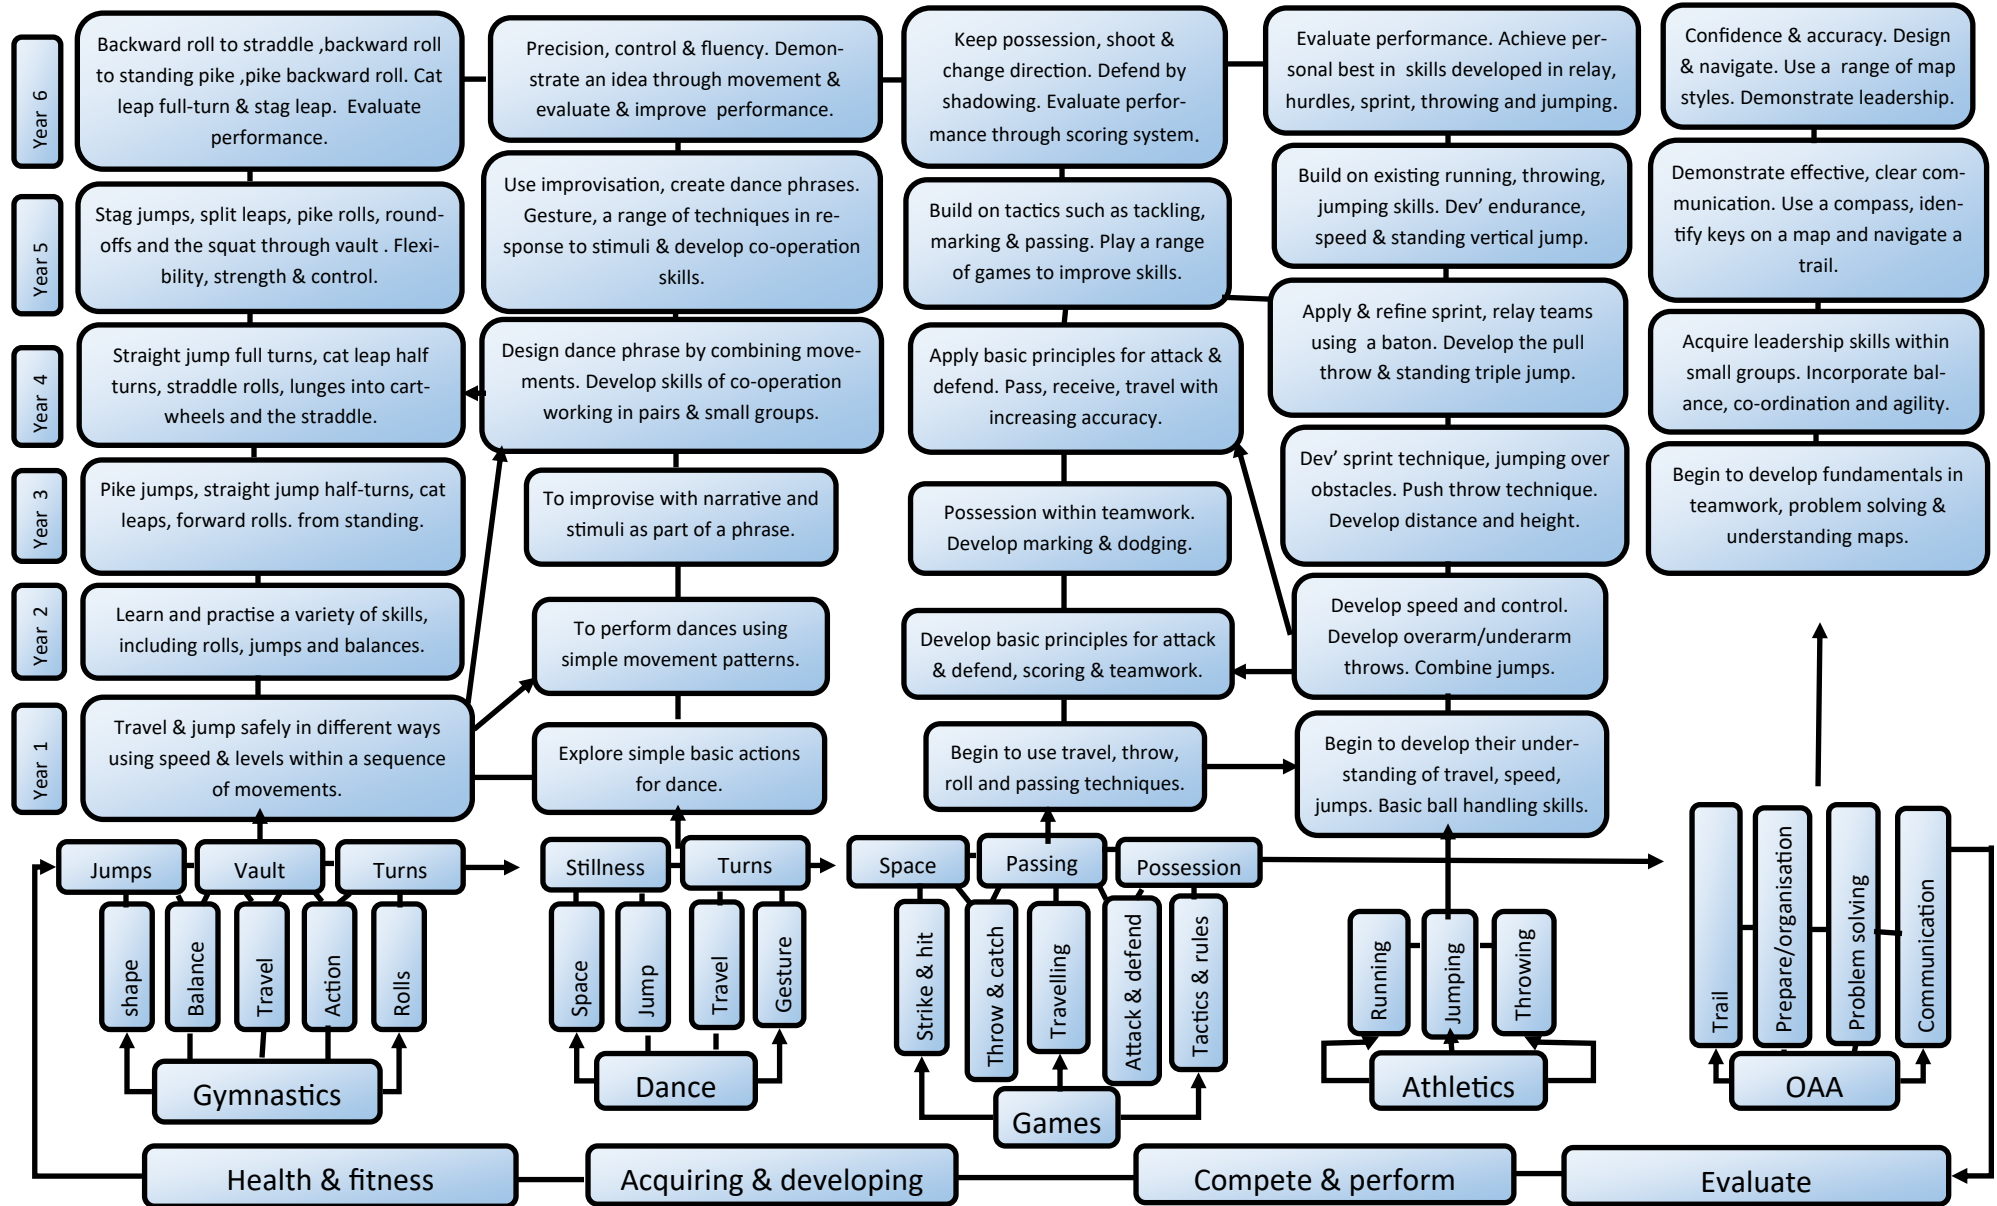 Year 6
Backward roll to straddle ,backward roll
to standing pike ,pike backward roll. Cat
leap full-turn & stag leap.  Evaluate
performance.
Precision, control & fluency. Demon-
strate an idea through movement &
evaluate & improve  performance.
Keep possession, shoot &
change direction. Defend by
shadowing. Evaluate perfor-
mance through scoring system.
Evaluate performance. Achieve per-
sonal best in  skills developed in relay,
hurdles, sprint, throwing and jumping.
Confidence & accuracy. Design
& navigate. Use a  range of map
styles. Demonstrate leadership.
Year 5
Stag jumps, split leaps, pike rolls, round-
offs and the squat through vault . Flexi-
bility, strength & control.
Use improvisation, create dance phrases.
Gesture, a range of techniques in re-
sponse to stimuli & develop co-operation
skills.
Build on tactics such as tackling,
marking & passing. Play a range
of games to improve skills.
Build on existing running, throwing,
jumping skills. Dev' endurance,
speed & standing vertical jump.
Demonstrate effective, clear com-
munication. Use a compass, iden-
tify keys on a map and navigate a
trail.
Year 4
Straight jump full turns, cat leap half
turns, straddle rolls, lunges into cart-
wheels and the straddle.
Design dance phrase by combining move-
ments. Develop skills of co-operation
working in pairs & small groups.
Apply basic principles for attack &
defend. Pass, receive, travel with
increasing accuracy.
Apply & refine sprint, relay teams
using  a baton. Develop the pull
throw & standing triple jump.
Acquire leadership skills within
small groups. Incorporate bal-
ance, co-ordination and agility.
Year 3
Pike jumps, straight jump half-turns, cat
leaps, forward rolls. from standing.
To improvise with narrative and
stimuli as part of a phrase.
Possession within teamwork.
Develop marking & dodging.
Dev' sprint technique, jumping over
obstacles. Push throw technique.
Develop distance and height.
Begin to develop fundamentals in
teamwork, problem solving &
understanding maps.
Year 2
Learn and practise a variety of skills,
including rolls, jumps and balances.
To perform dances using
simple movement patterns.
Develop basic principles for attack
& defend, scoring & teamwork.
Develop speed and control.
Develop overarm/underarm
throws. Combine jumps.
Year 1
Travel & jump safely in different ways
using speed & levels within a sequence
of movements.
Explore simple basic actions
for dance.
Begin to use travel, throw,
roll and passing techniques.
Begin to develop their under-
standing of travel, speed,
jumps. Basic ball handling skills.
Jumps
Vault
Turns
shape
Balance
Travel
Action
Rolls
Gymnastics
Stillness
Turns
Space
Jump
Travel
Gesture
Dance
Space
Passing
Possession
Strike & hit
Throw & catch
Travelling
Attack & defend
Tactics & rules
Games
Running
Jumping
Throwing
Athletics
Trail
Prepare/organisation
Problem solving
Communication
OAA
Health & fitness
Acquiring & developing
Compete & perform
Evaluate